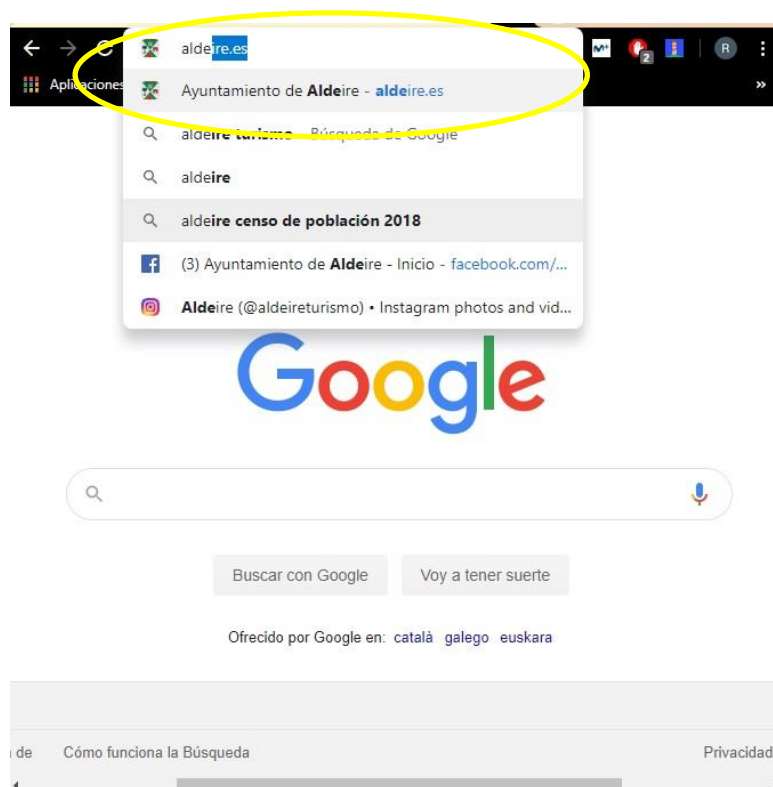 aldeire.es
M+
2
R
Aplicaciones
»
Ayuntamiento de Aldeire - aldeire.es
aldeire turismo - Búsqueda de Google
aldeire
aldeire censo de población 2018
(3) Ayuntamiento de Aldeire - Inicio - facebook.com/...
Aldeire (@aldeireturismo) • Instagram photos and vid...
Google
Buscar con Google
Voy a tener suerte
Ofrecido por Google en: català galego euskara
de
Cómo funciona la Búsqueda
Privacidad